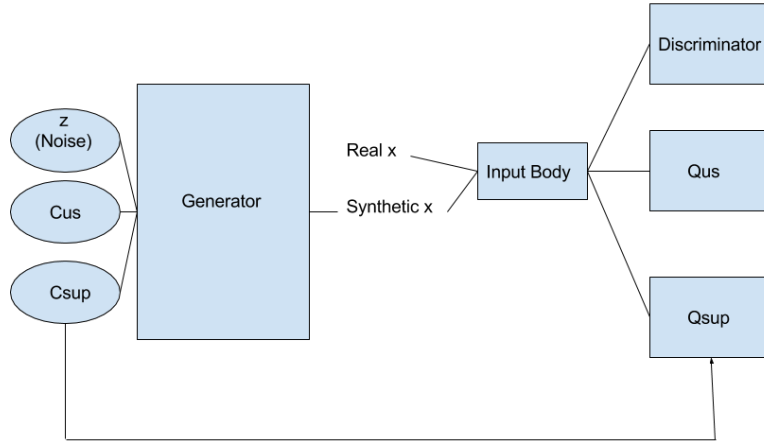 z
(Noise)
Cus
Csup
Generator
Real x
Synthetic x
Input Body
Discriminator
Qus
Qsup